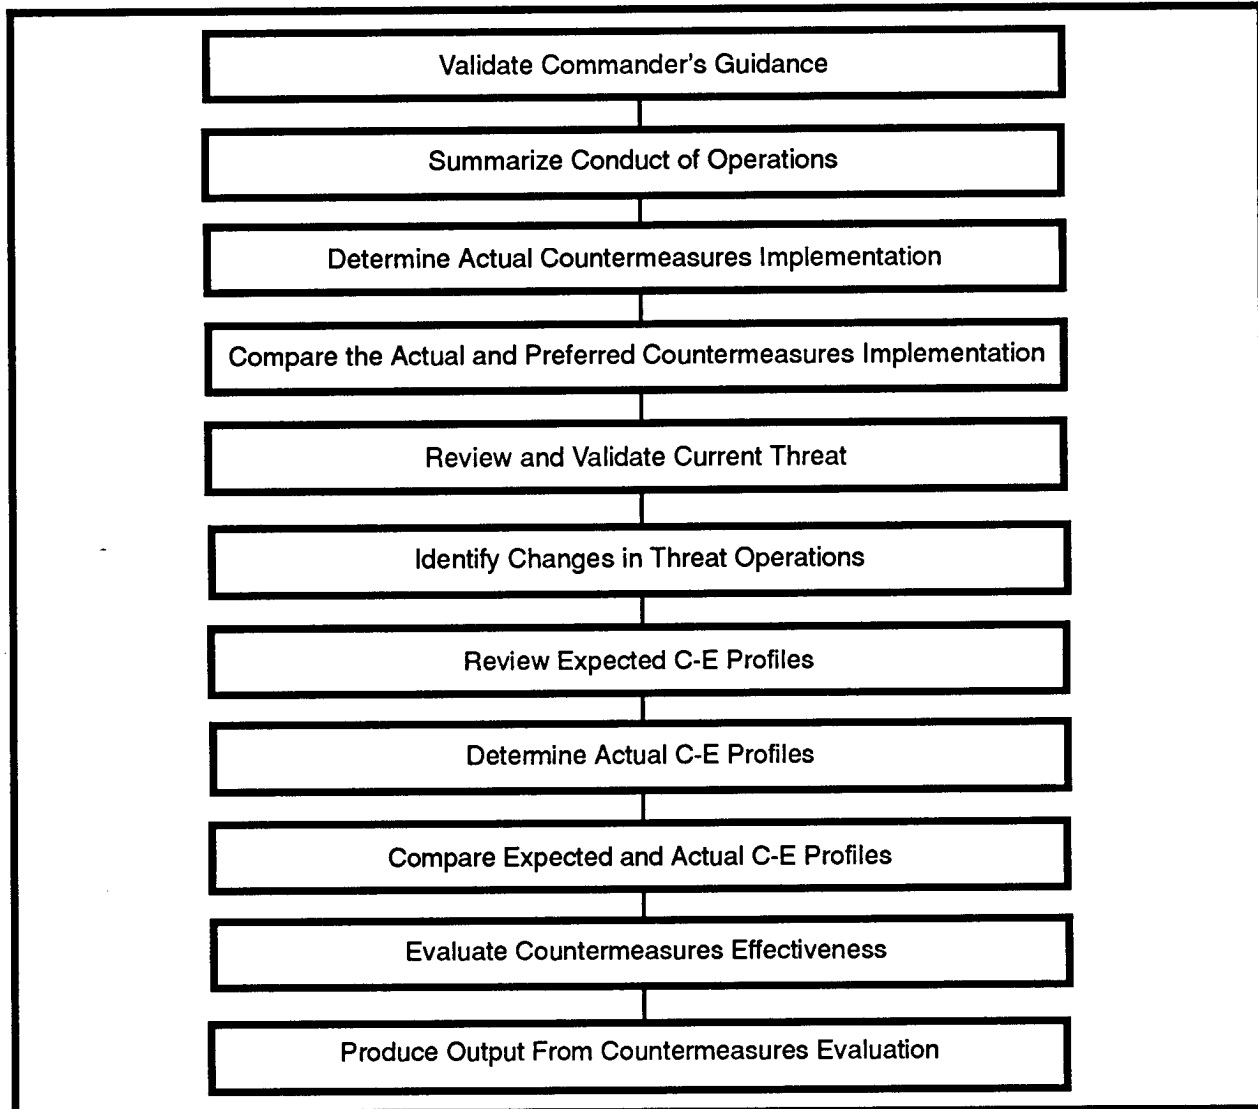 Validate Commander's Guidance
Summarize Conduct of Operations
Determine Actual Countermeasures Implementation
Compare the Actual and Preferred Countermeasures Implementation
Review and Validate Current Threat
Identify Changes in Threat Operations
Review Expected C-E Profiles
Determine Actual C-E Profiles
Compare Expected and Actual C-E Profiles
Evaluate Countermeasures Effectiveness
Produce Output From Countermeasures Evaluation